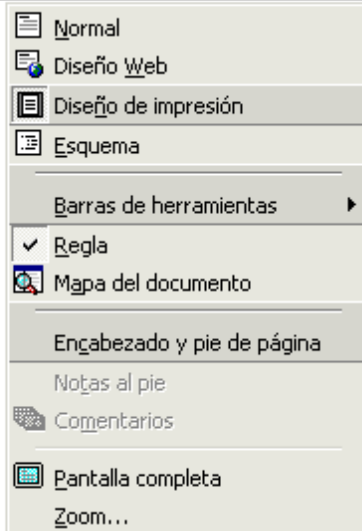 Normal
Diseño Web
Diseño de impresión
Esquema
Barras de herramientas
Regla
Mapa del documento
Encabezado y pie de página
Notas al pie
Comentarios
Pantalla completa
Zoom...